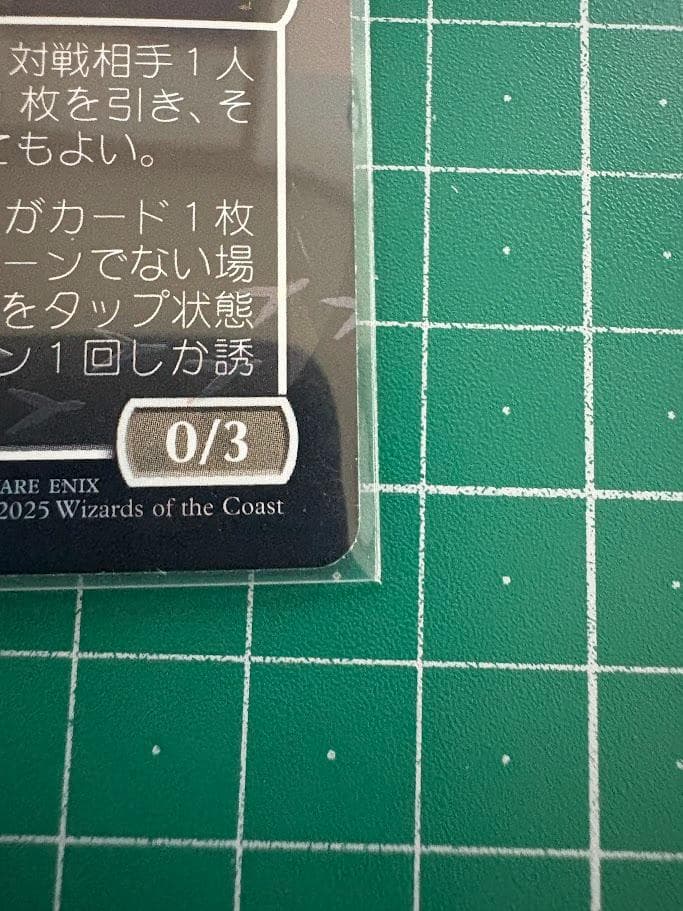 対戦相手1人
枚を引き、そ
てもよい。
がカード1枚
ーンでない場
をタップ状態
ン1回しか誘
0/3
ARE ENIX
2025 Wizards of the Coast